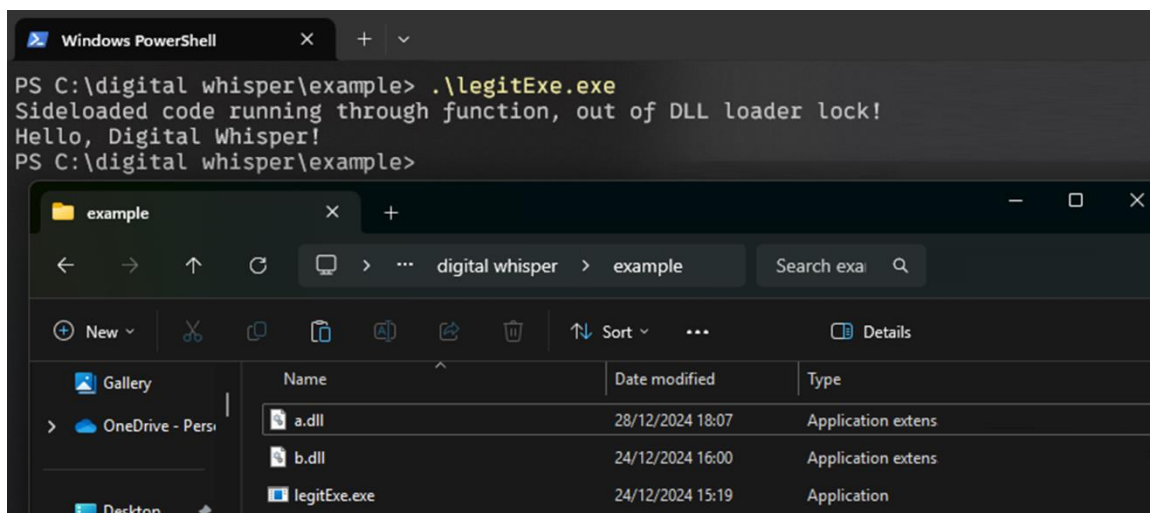 Windows PowerShell
PS C:\digital whisper\example> .\legitExe.exe
Sideloaded code running through function, out of DLL loader lock!
Hello, Digital Whisper!
PS C:\digital whisper\example>
example
digital whisper > example Search exa
New Sort Details
Gallery Name Date modified Type
a.dll 28/12/2024 18:07 Application extens
OneDrive - Pers
b.dll 24/12/2024 16:00 Application extens
legitExe.exe 24/12/2024 15:19 Application
Desktop